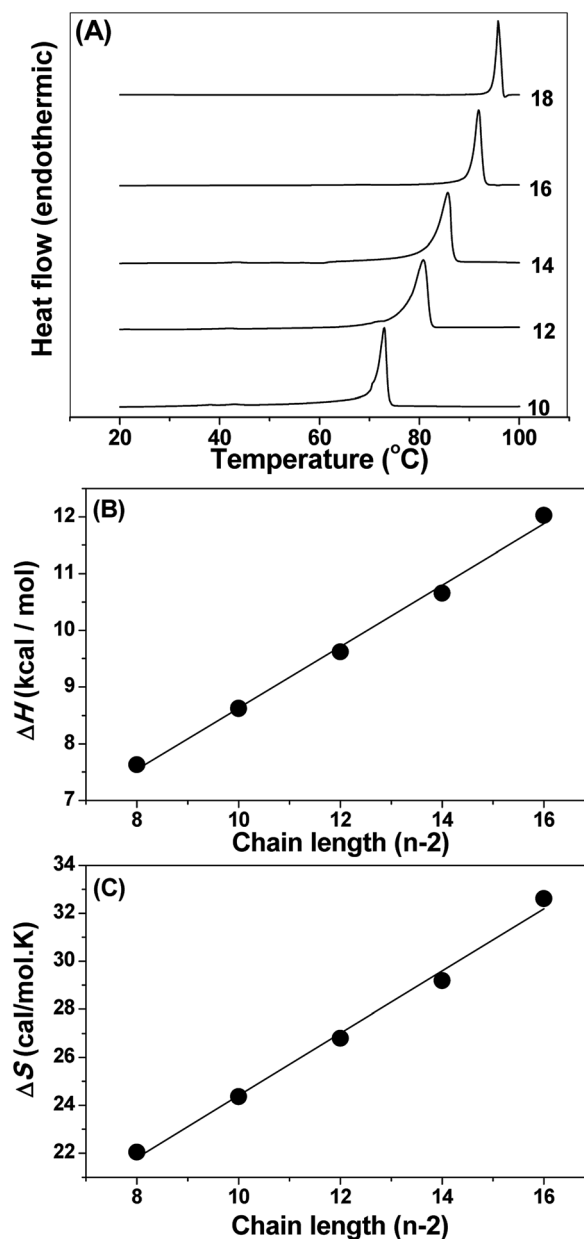 (A)
Heat flow (endothermic)
18
16
14
12
10
20 40 60 80 100
Temperature (°C)
(B)
ΔH (kcal / mol)
12
11
10
9
8
7
8 10 12 14 16
Chain length (n-2)
(C)
ΔS (cal/mol.K)
34
32
30
28
26
24
22
8 10 12 14 16
Chain length (n-2)